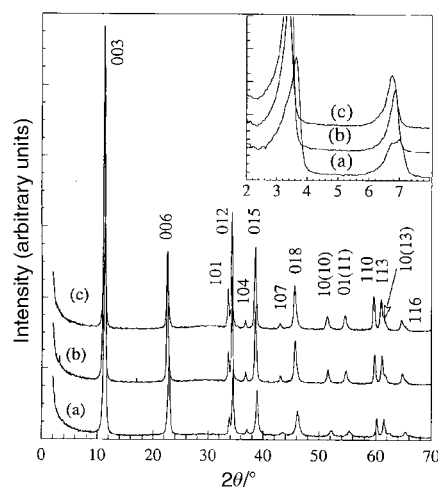 Intensity (arbitrary units)
003
006
101
012
104
015
107
018
10(10)
01(11)
110
113
10(13)
116
(c)
(b)
(a)
(c)
(b)
(a)
2 3 4 5 6 7
0 10 20 30 40 50 60 70
2θ/°